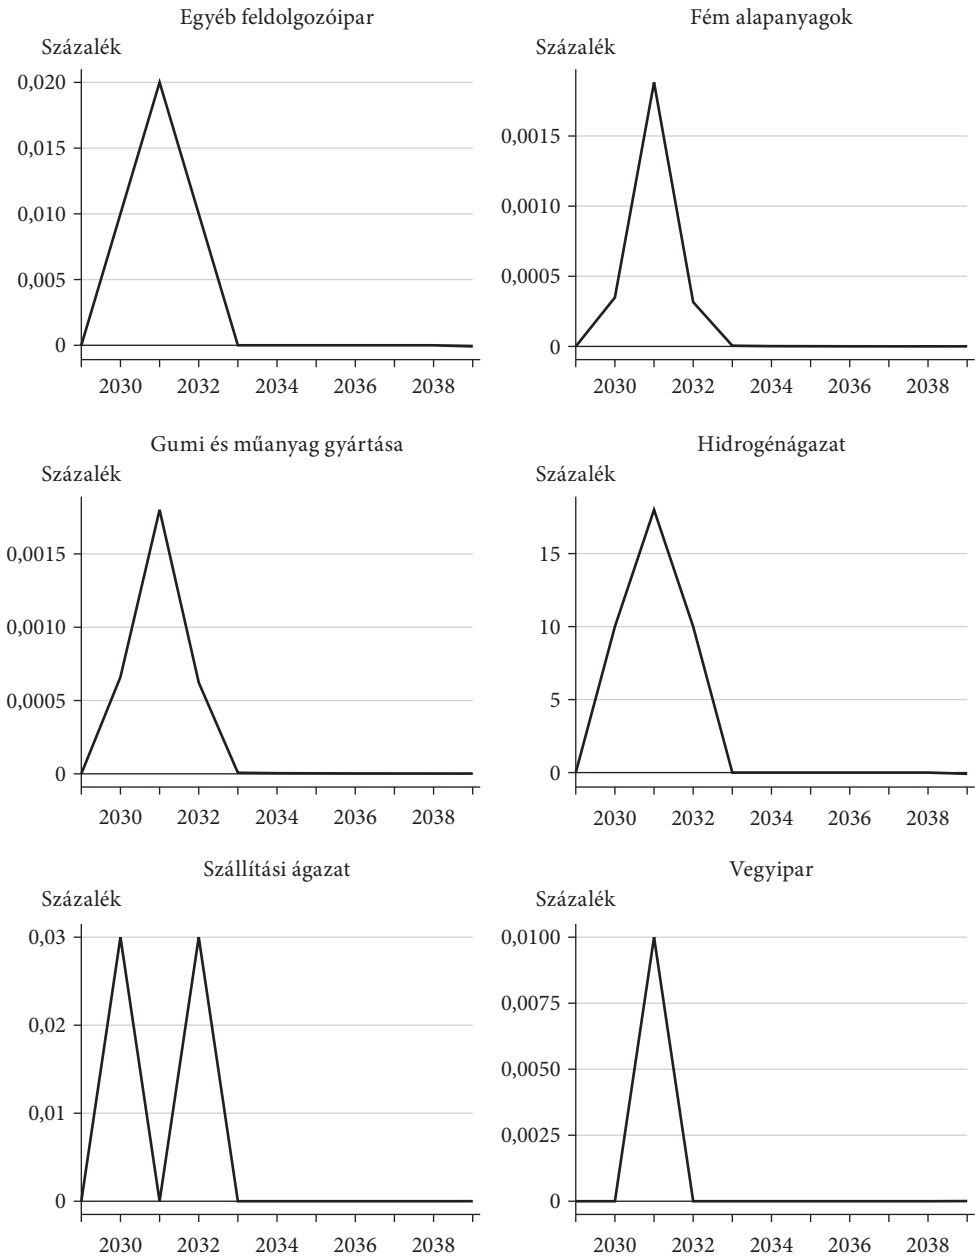 Egyéb feldolgozóipar
Százalék
0,020
0,015
0,010
0,005
0
2030 2032 2034 2036 2038
Fém alapanyagok
Százalék
0,0015
0,0010
0,0005
0
2030 2032 2034 2036 2038
Gumi és műanyag gyártása
Százalék
0,0015
0,0010
0,0005
0
2030 2032 2034 2036 2038
Hidrogénágazat
Százalék
15
10
5
0
2030 2032 2034 2036 2038
Szállítási ágazat
Százalék
0,03
0,02
0,01
0
2030 2032 2034 2036 2038
Vegyipar
Százalék
0,0100
0,0075
0,0050
0,0025
0
2030 2032 2034 2036 2038